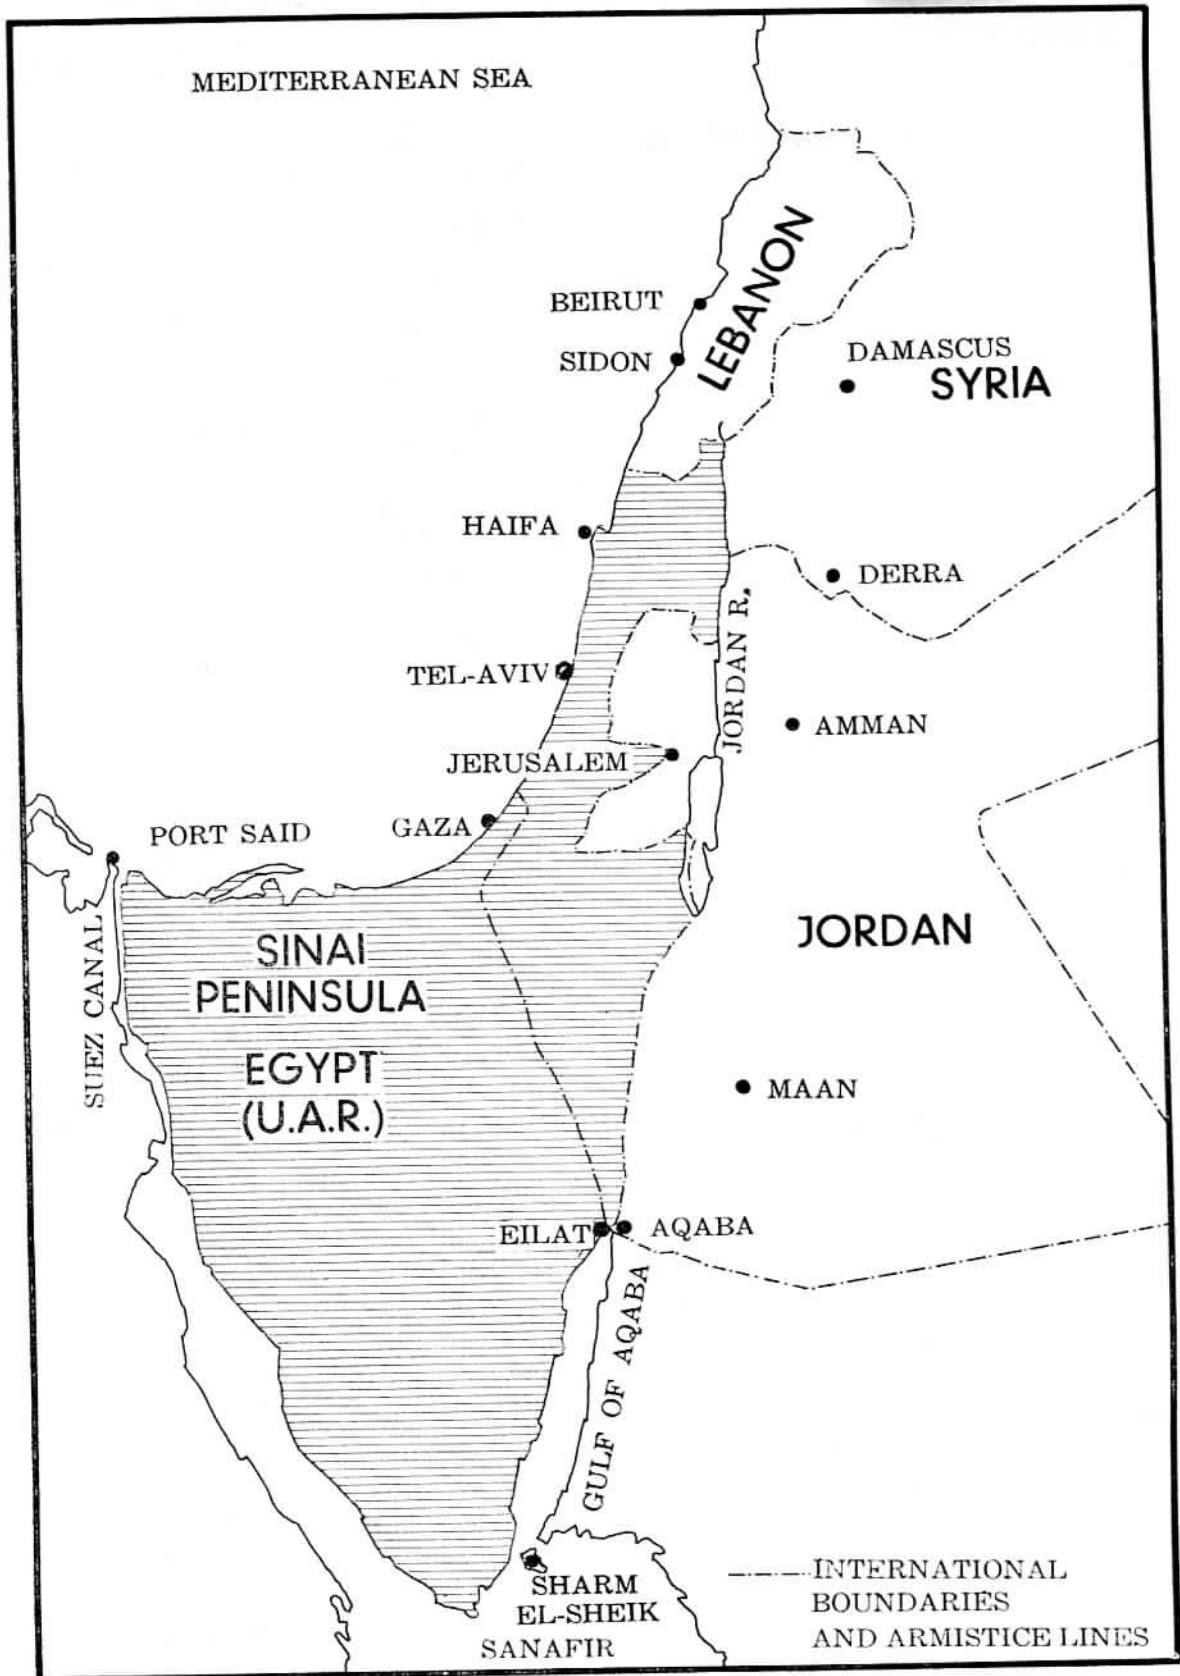 MEDITERRANEAN SEA
LEBANON
BEIRUT
SIDON
DAMASCUS
SYRIA
HAIFA
DERRA
JORDAN R.
TEL-AVIV
AMMAN
JERUSALEM
PORT SAID
GAZA
SUEZ CANAL
SINAI
PENINSULA
JORDAN
EGYPT
(U.A.R.)
MAAN
EILAT
AQABA
GULF OF AQABA
SHARM
EL-SHEIK
SANAFIR
INTERNATIONAL
BOUNDARIES
AND ARMISTICE LINES